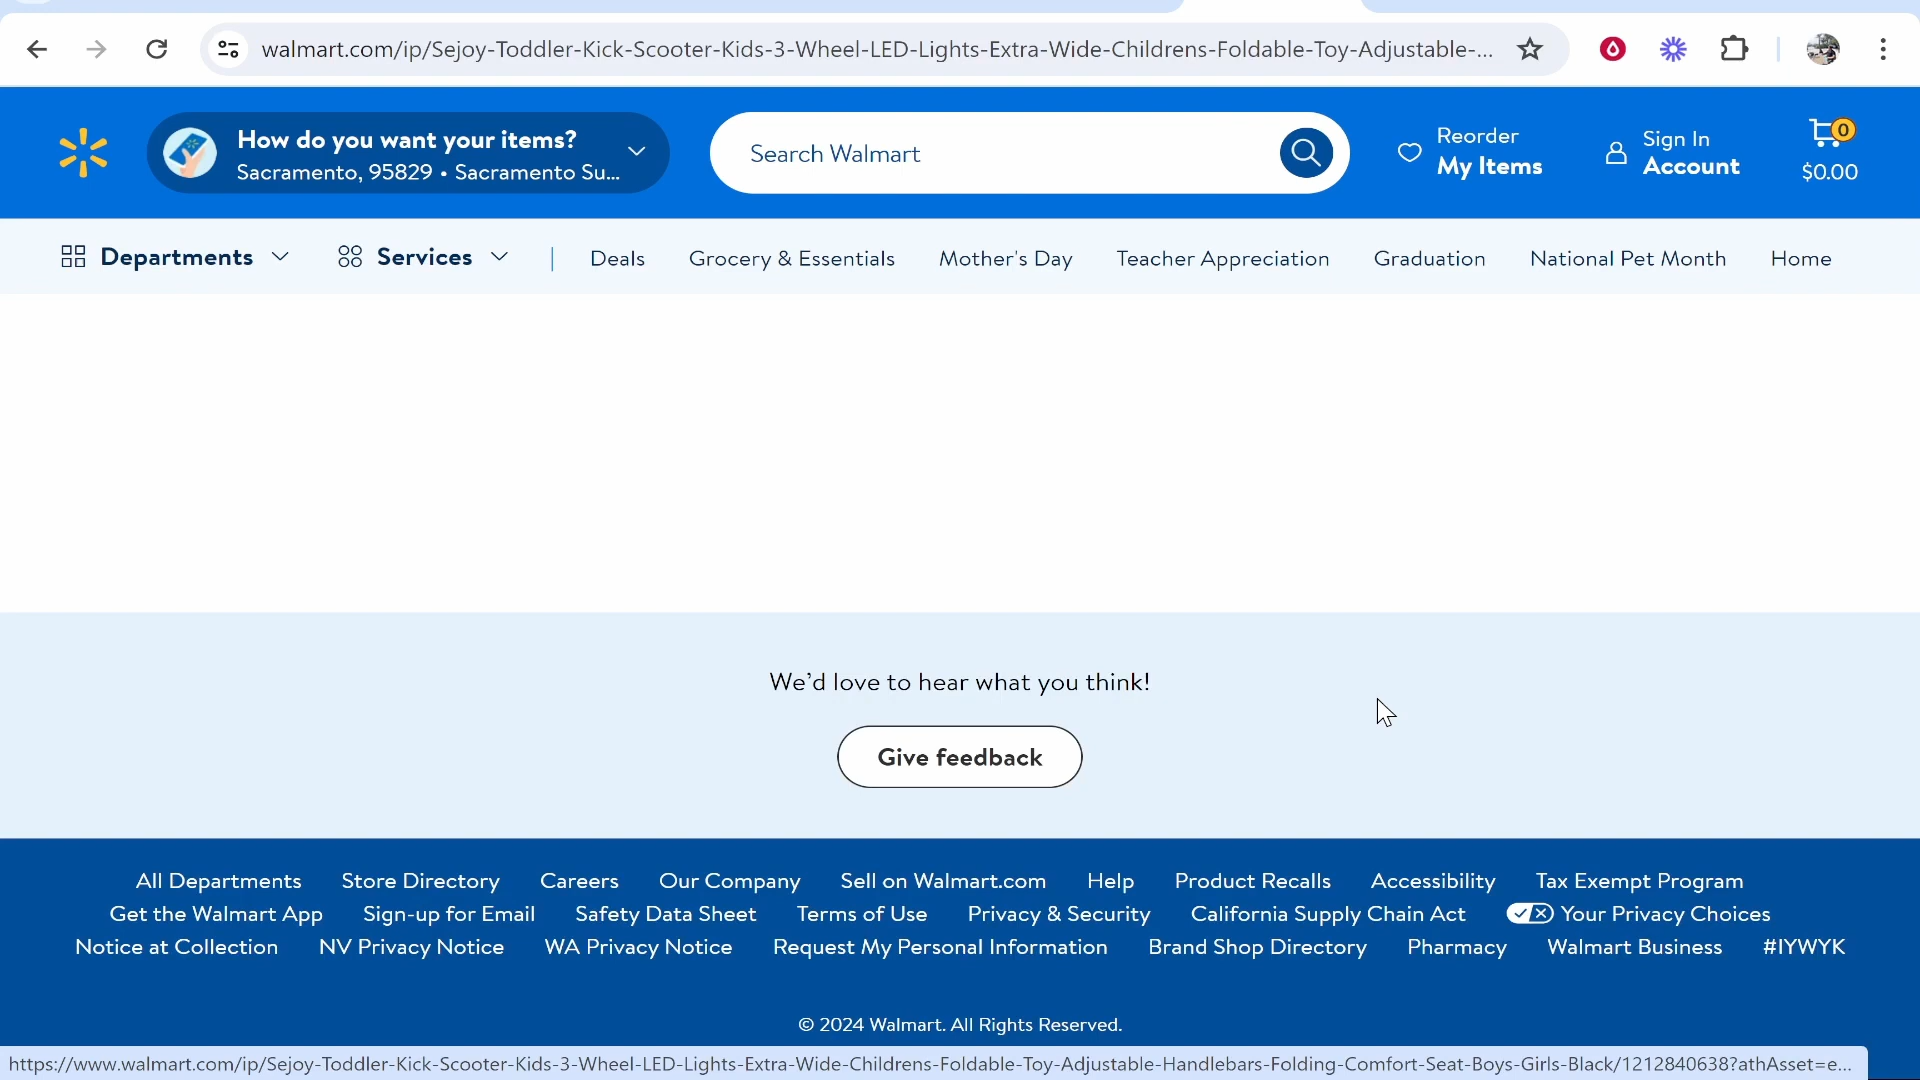 walmart.com/ip/Sejoy-Toddler-Kick-Scooter-Kids-3-Wheel-LED-Lights-Extra-Wide-Childrens-Foldable-Toy-Adjustable-...
How do you want your items?
Sacramento, 95829 • Sacramento Su...
Search Walmart
Reorder
My Items
Sign In
Account
0
$0.00
Departments
Services
Deals
Grocery & Essentials
Mother's Day
Teacher Appreciation
Graduation
National Pet Month
Home
We'd love to hear what you think!
Give feedback
All Departments Store Directory Careers Our Company Sell on Walmart.com Help Product Recalls Accessibility Tax Exempt Program
Get the Walmart App Sign-up for Email Safety Data Sheet Terms of Use Privacy & Security California Supply Chain Act Your Privacy Choices
Notice at Collection NV Privacy Notice WA Privacy Notice Request My Personal Information Brand Shop Directory Pharmacy Walmart Business #IYWYK
© 2024 Walmart. All Rights Reserved.
https://www.walmart.com/ip/Sejoy-Toddler-Kick-Scooter-Kids-3-Wheel-LED-Lights-Extra-Wide-Childrens-Foldable-Toy-Adjustable-Handlebars-Folding-Comfort-Seat-Boys-Girls-Black/1212840638?athAsset=e...